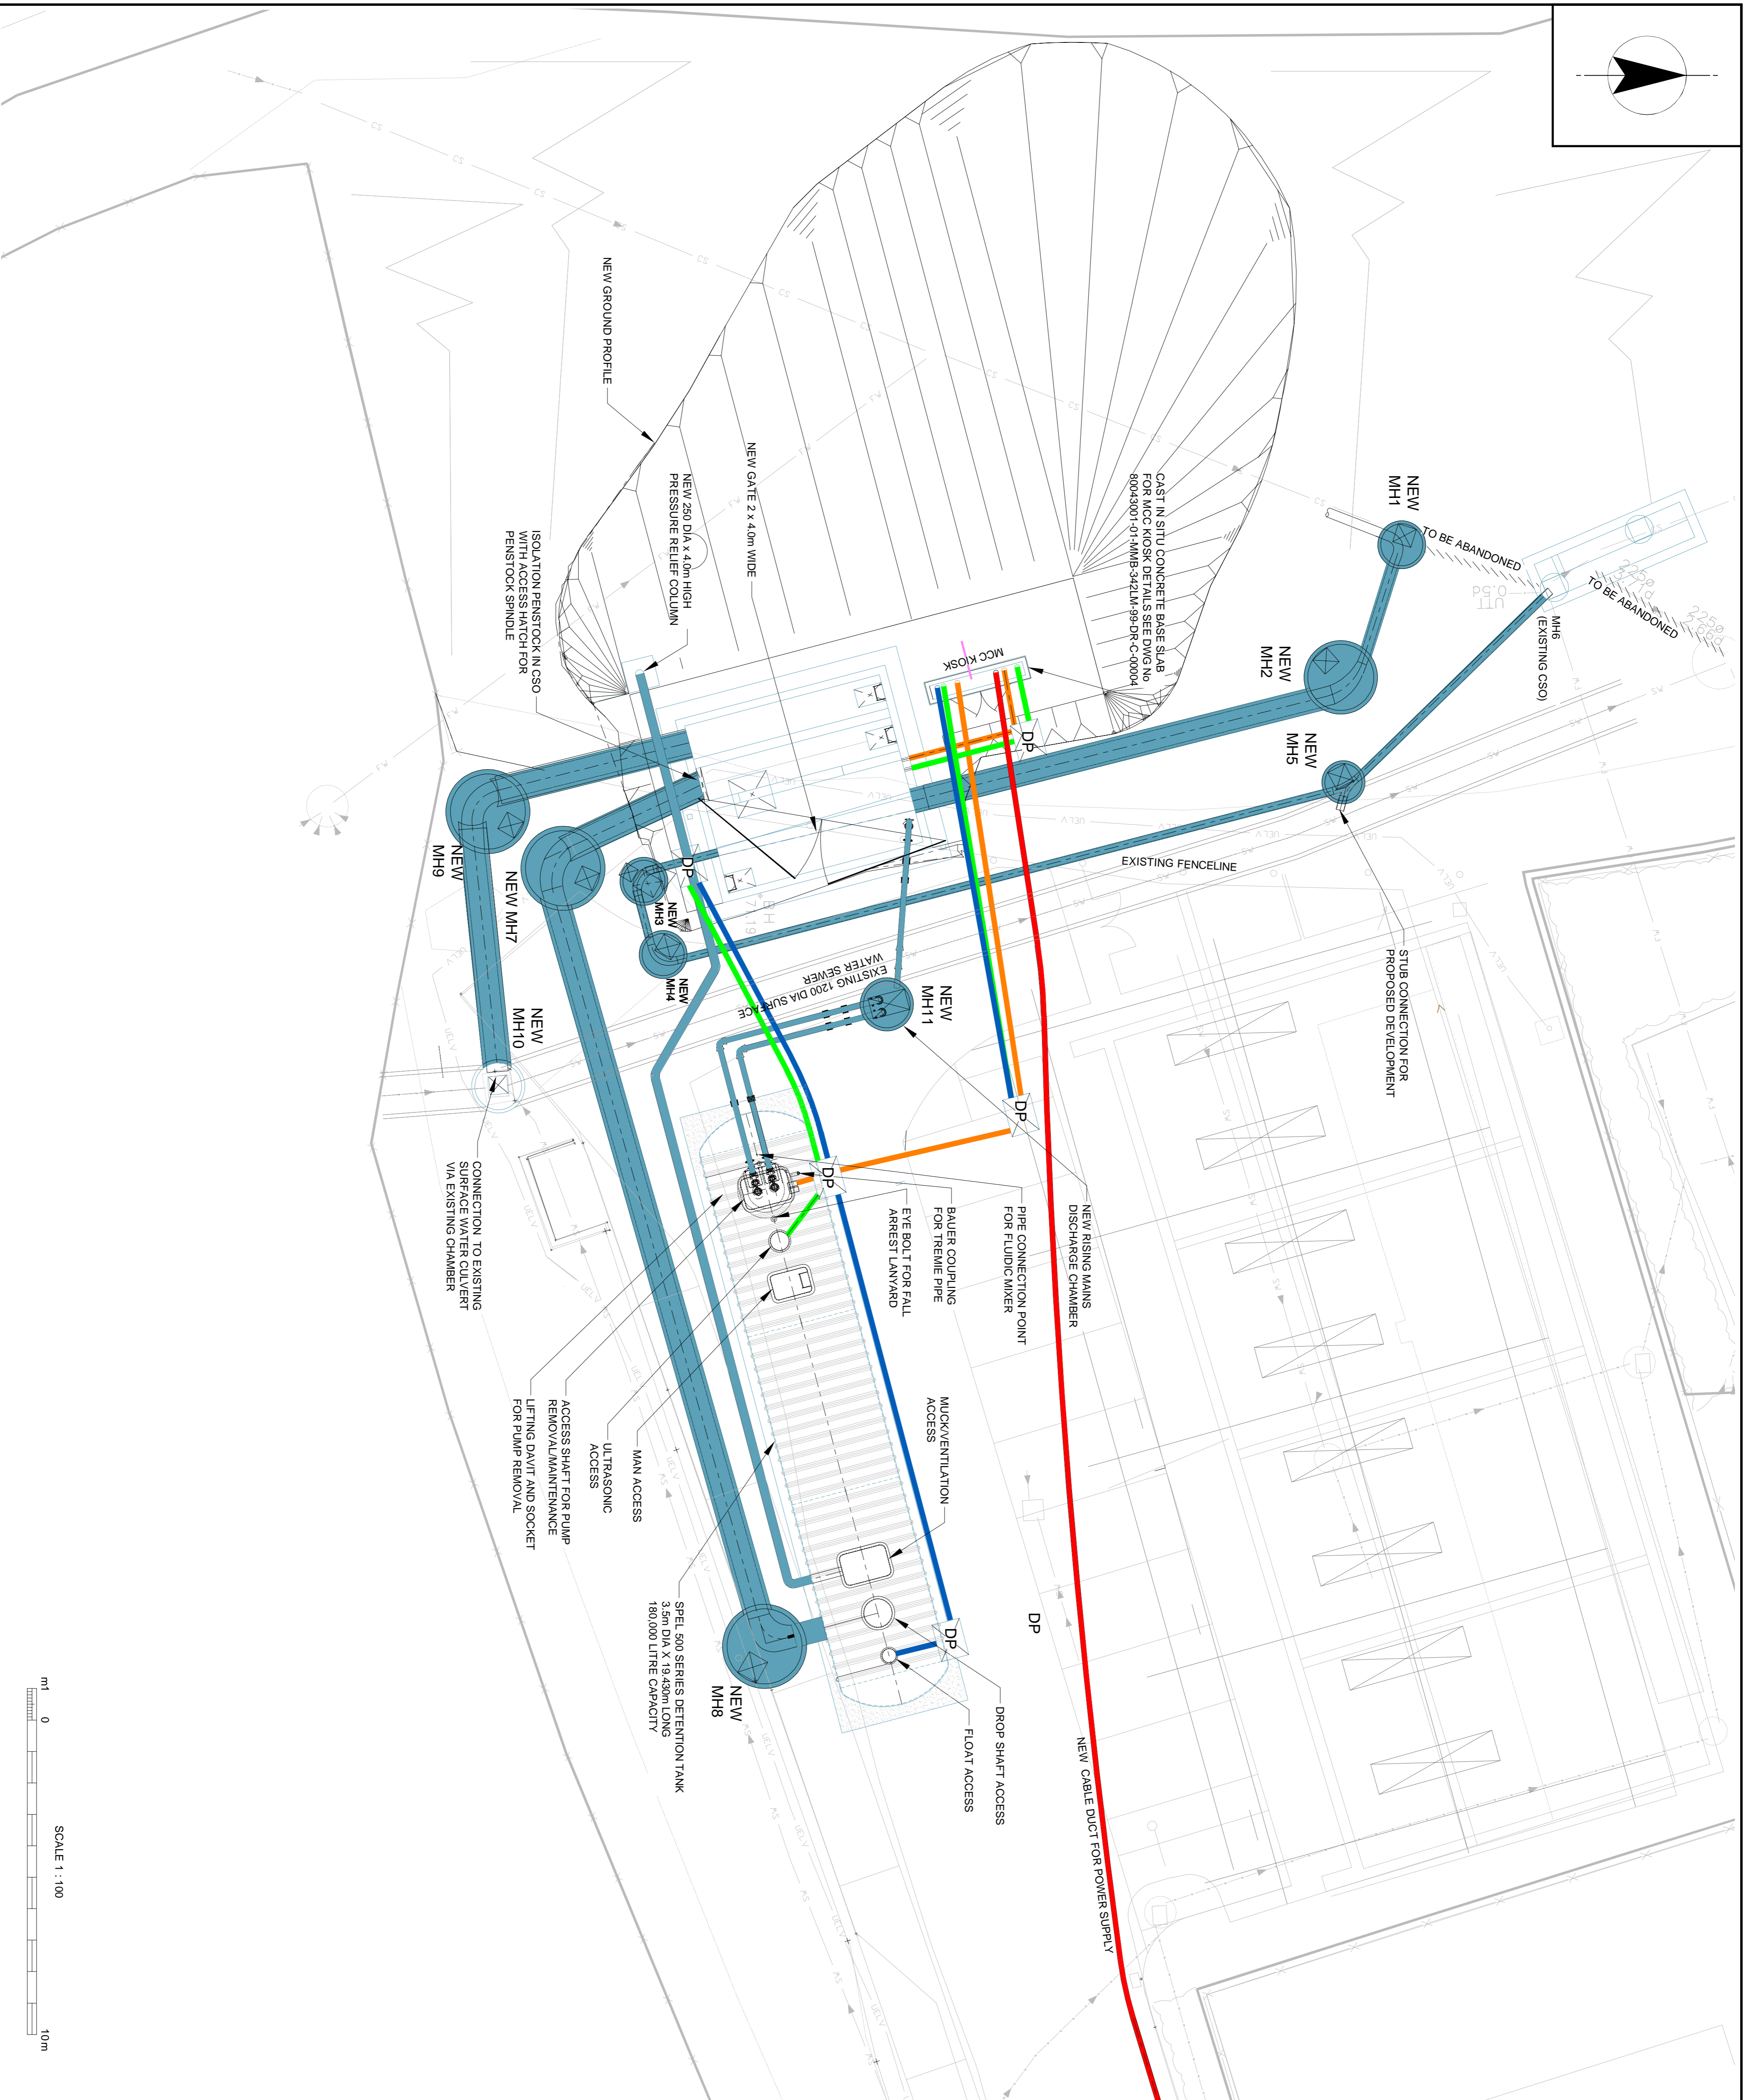 NEW
MH1
TO BE ABANDONED
TO BE ABANDONED
MH6
(EXISTING CSO)
NEW
MH2
NEW
MH5
STUB CONNECTION FOR
PROPOSED DEVELOPMENT
EXISTING FENCELINE
CAST IN SITU CONCRETE BASE SLAB
FOR MCC KIOSK DETAILS SEE DWG No
80043001-01-MMB-342LM-99-DR-C-00004
MCC KIOSK
DP
NEW GATE 2 x 4.0m WIDE
NEW 250 DIA x 4.0m HIGH
PRESSURE RELIEF COLUMN
NEW GROUND PROFILE
ISOLATION PENSTOCK IN CSO
WITH ACCESS HATCH FOR
PENSTOCK SPINDLE
NEW
MH9
NEW MH7
DP
NEW
MH3
NEW
MH4
EXISTING 1200 DIA SURFACE
WATER SEWER
NEW
MH11
NEW
MH10
DP
DP
CONNECTION TO EXISTING
SURFACE WATER CULVERT
VIA EXISTING CHAMBER
NEW RISING MAINS
DISCHARGE CHAMBER
PIPE CONNECTION POINT
FOR FLUIDIC MIXER
BAUER COUPLING
FOR TREMIE PIPE
EYE BOLT FOR FALL
ARREST LANYARD
MUCK/VENTILATION
ACCESS
MAN ACCESS
ULTRASONIC
ACCESS
ACCESS SHAFT FOR PUMP
REMOVAL/MAINTENANCE
LIFTING DAVIT AND SOCKET
FOR PUMP REMOVAL
DP
DP
DROP SHAFT ACCESS
FLOAT ACCESS
SPEL 500 SERIES DETENTION TANK
3.5m DIA X 19.430m LONG
180,000 LITRE CAPACITY
NEW
MH8
NEW CABLE DUCT FOR POWER SUPPLY
m1
0
10m
SCALE 1 : 100